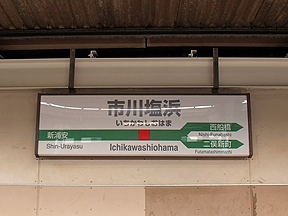 市川塩浜
いちかわしおはま
新浦安
Shin-Urayasu
Ichikawashiohama
西船橋
Nishi-Funabashi
二俣新町
Futamatashimmachi